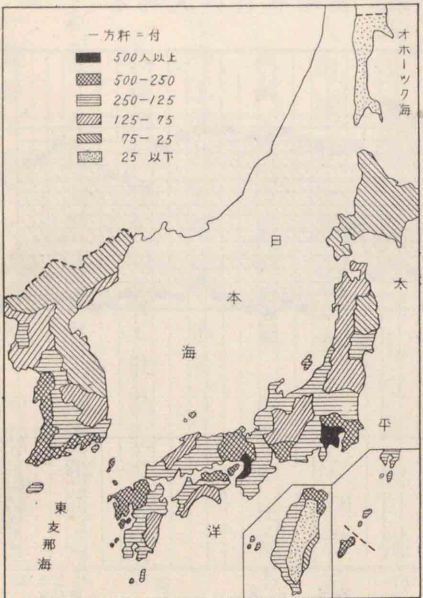 一方粁ニ付
500人以上
500-250
250-125
125-75
75-25
25 以下
オホーツク海
日本海
太平洋
東支那海